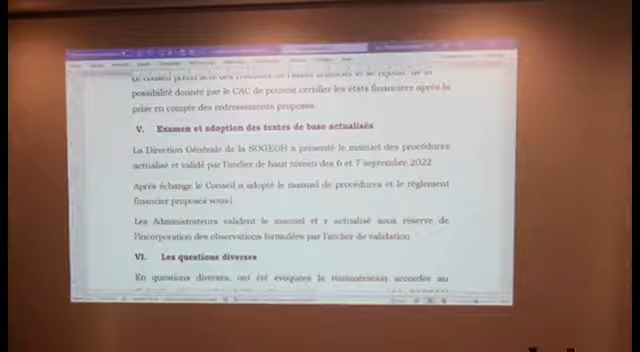 possibilité donnée par le CAC de pouvoir certifier les états financiers après la
prise en compte des redressements proposés.
V. Examen et adoption des textes de base actualisés
La Direction Générale de la SOGEOH a présenté le manuel des procédures
actualisé et validé par l'atelier de haut niveau des 6 et 7 septembre 2022
Après échange le Conseil a adopté le manuel de procédures et le règlement
financier proposés sous
Les Administrateurs valident le manuel et r actualisé sous réserve de
l'incorporation des observations formulées par l'atelier de validation
VI. Les questions diverses
En questions diverses, ont été évoquées la rémunération accordée au